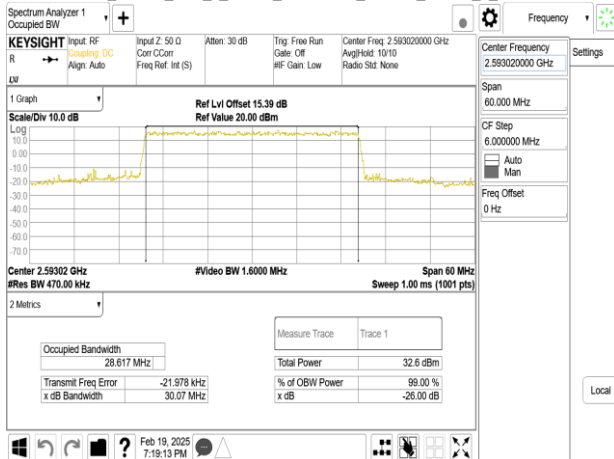 Spectrum Analyzer 1
Occupied BW
+
Frequency
KEYSIGHT
R
LXI
Input: RF
Coupling: DC
Align: Auto
Input Z: 50 Ω
Corr CCorr
Freq Ref: Int (S)
Atten: 30 dB
Trig: Free Run
Gate: Off
#IF Gain: Low
Center Freq: 2.593020000 GHz
Avg|Hold: 10/10
Radio Std: None
Center Frequency
2.593020000 GHz
Settings
Span
60.000 MHz
CF Step
6.000000 MHz
Auto
Man
Freq Offset
0 Hz
1 Graph
Scale/Div 10.0 dB
Ref Lvl Offset 15.39 dB
Ref Value 20.00 dBm
Log
10.0
0.00
-10.0
-20.0
-30.0
-40.0
-50.0
-60.0
-70.0
Center 2.59302 GHz
#Res BW 470.00 kHz
#Video BW 1.6000 MHz
Span 60 MHz
Sweep 1.00 ms (1001 pts)
2 Metrics
Measure Trace Trace 1
Occupied Bandwidth
28.617 MHz
Total Power 32.6 dBm
Transmit Freq Error -21.978 kHz
% of OBW Power 99.00 %
x dB Bandwidth 30.07 MHz
x dB -26.00 dB
Local
?
Feb 19, 2025
7:19:13 PM